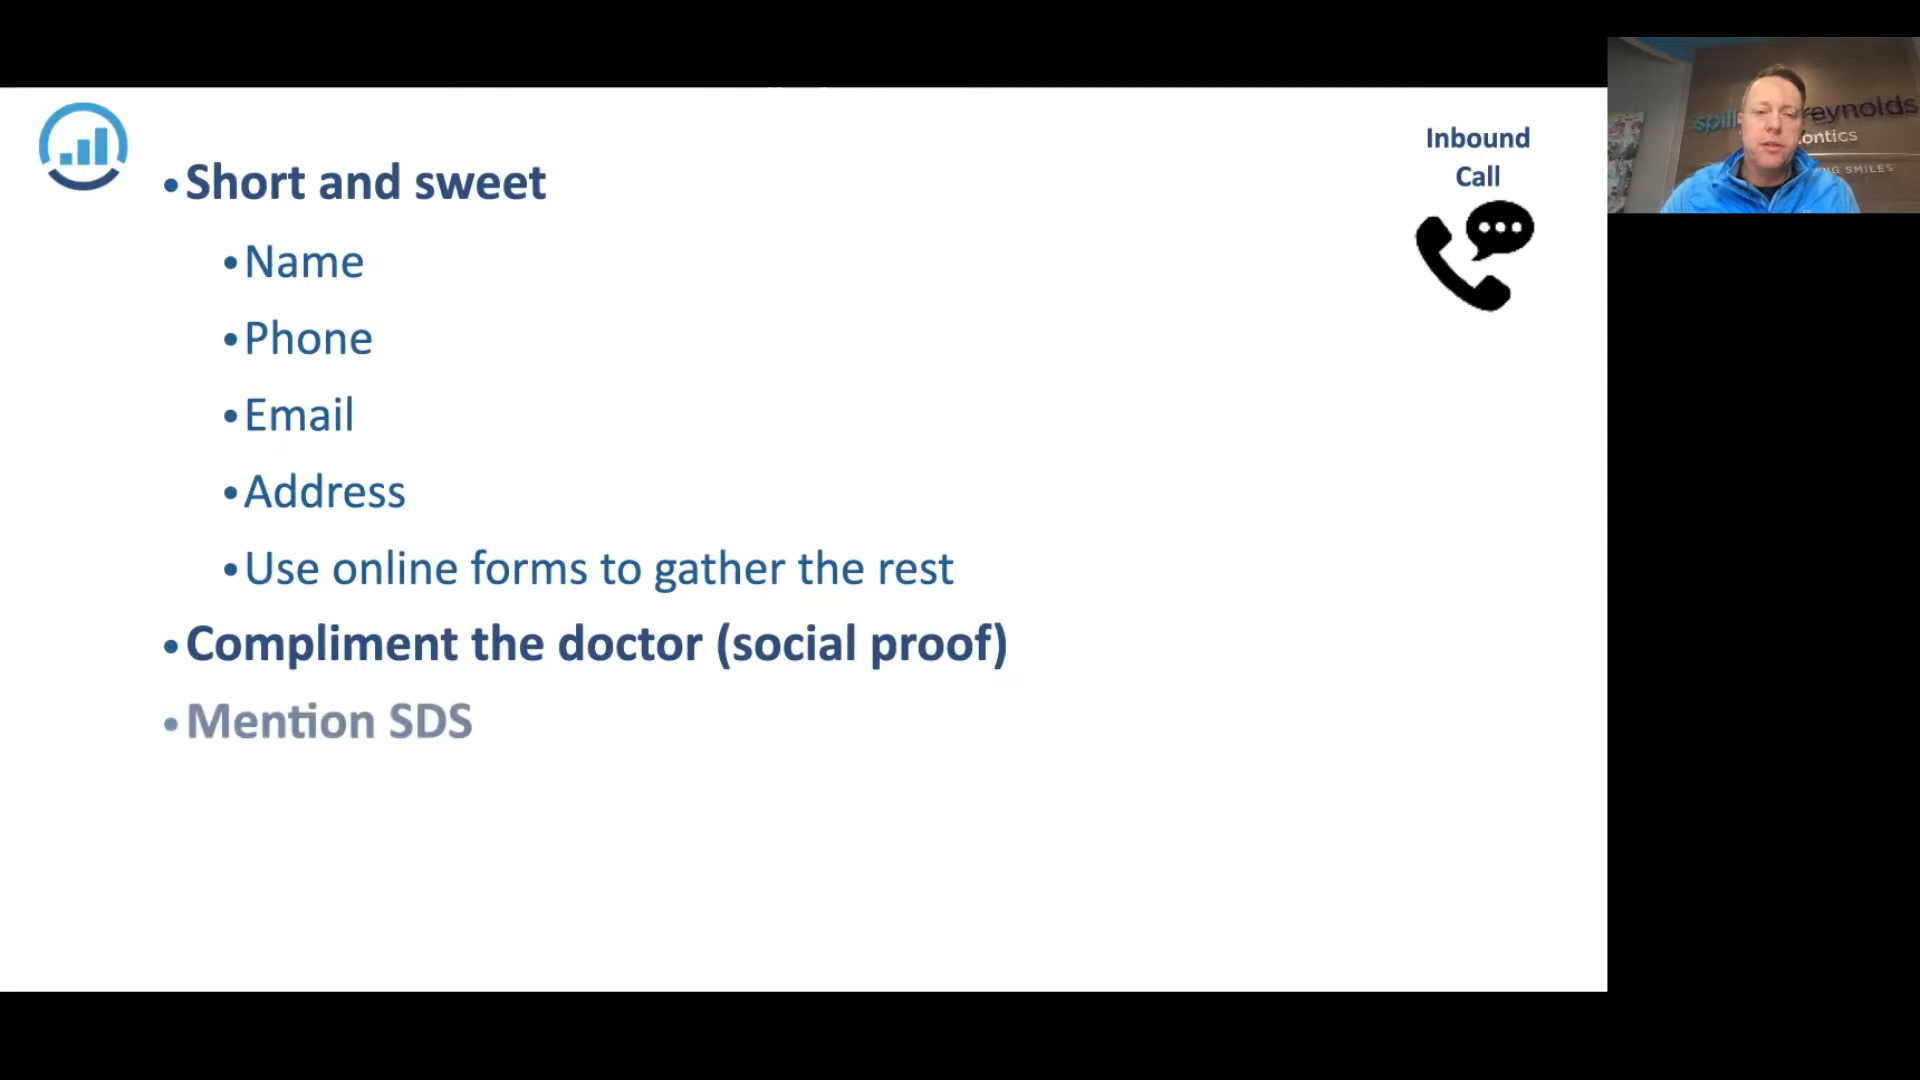 • Short and sweet
• Name
• Phone
• Email
• Address
• Use online forms to gather the rest
• Compliment the doctor (social proof)
• Mention SDS
Inbound
Call
reynolds
SMILES